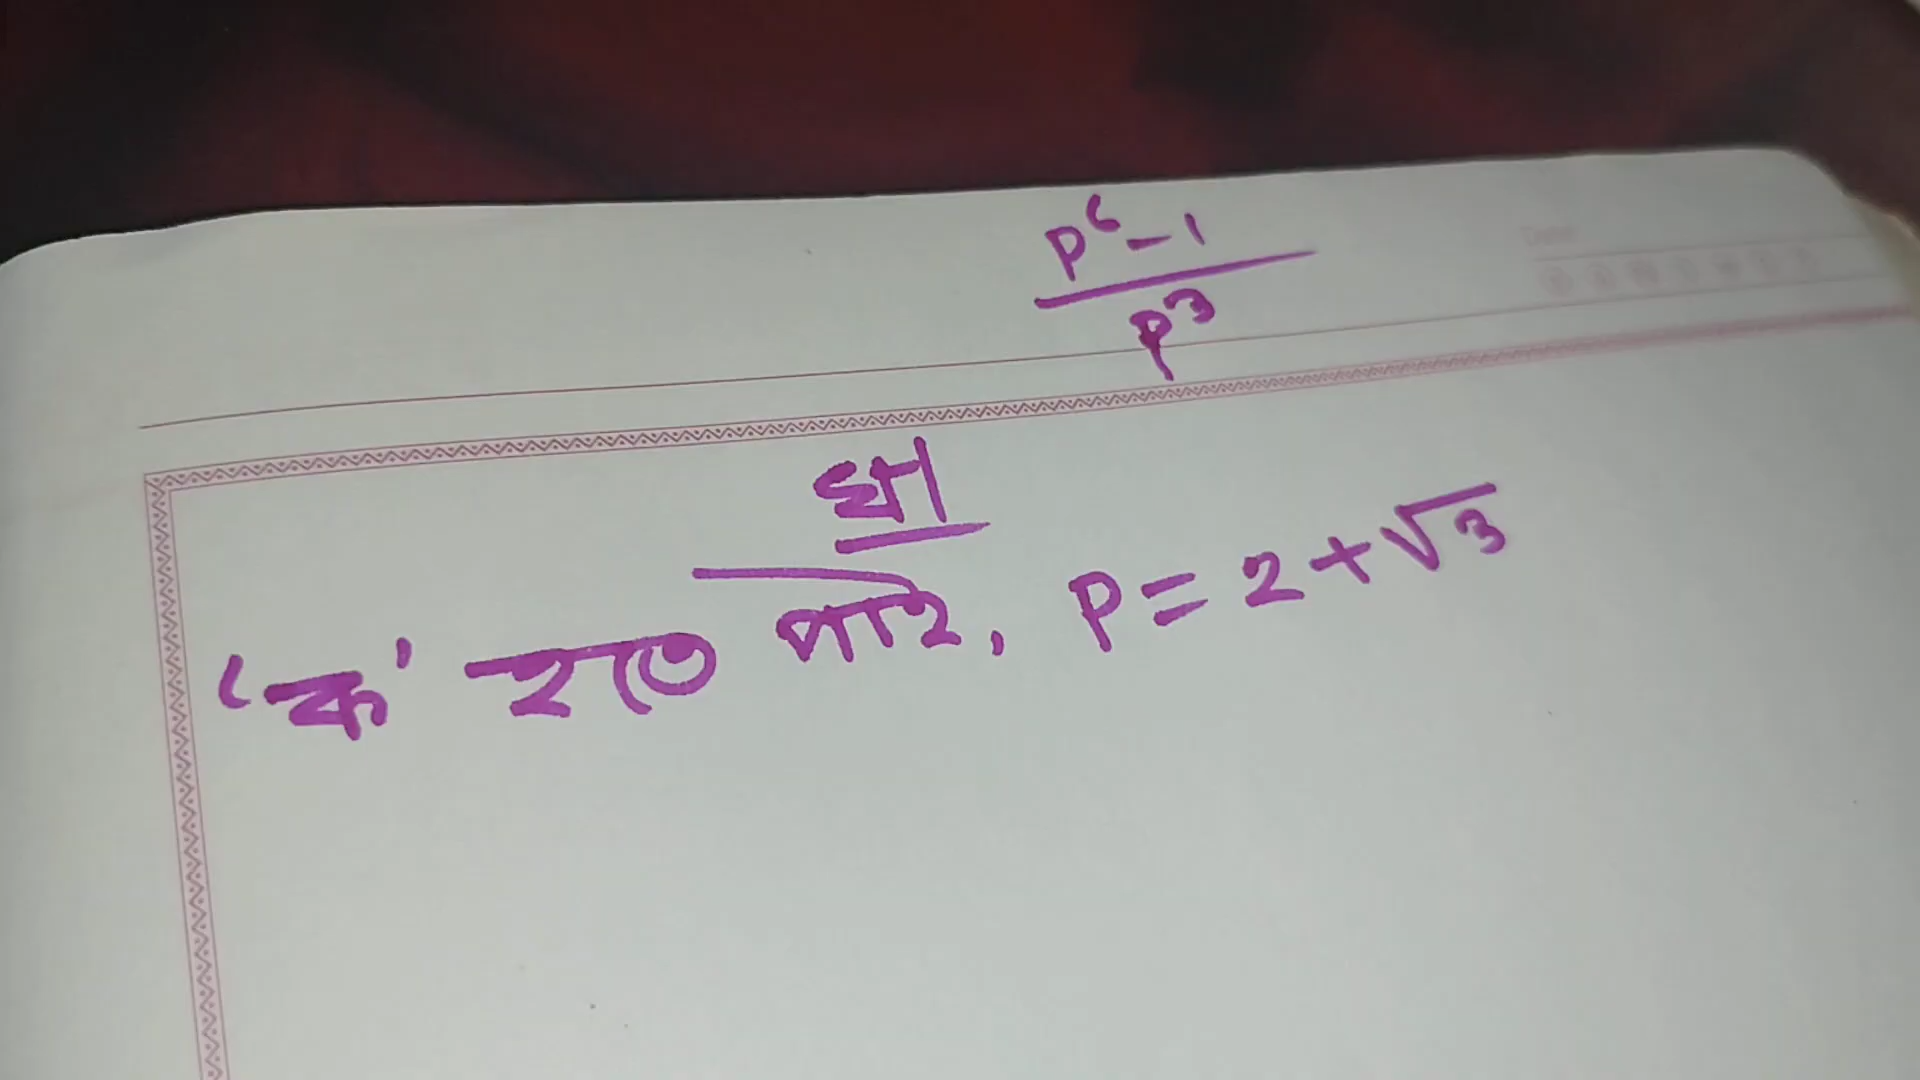 p⁶-1
p³
ঘ।
'ক' হতে পাই, P = 2 + √3